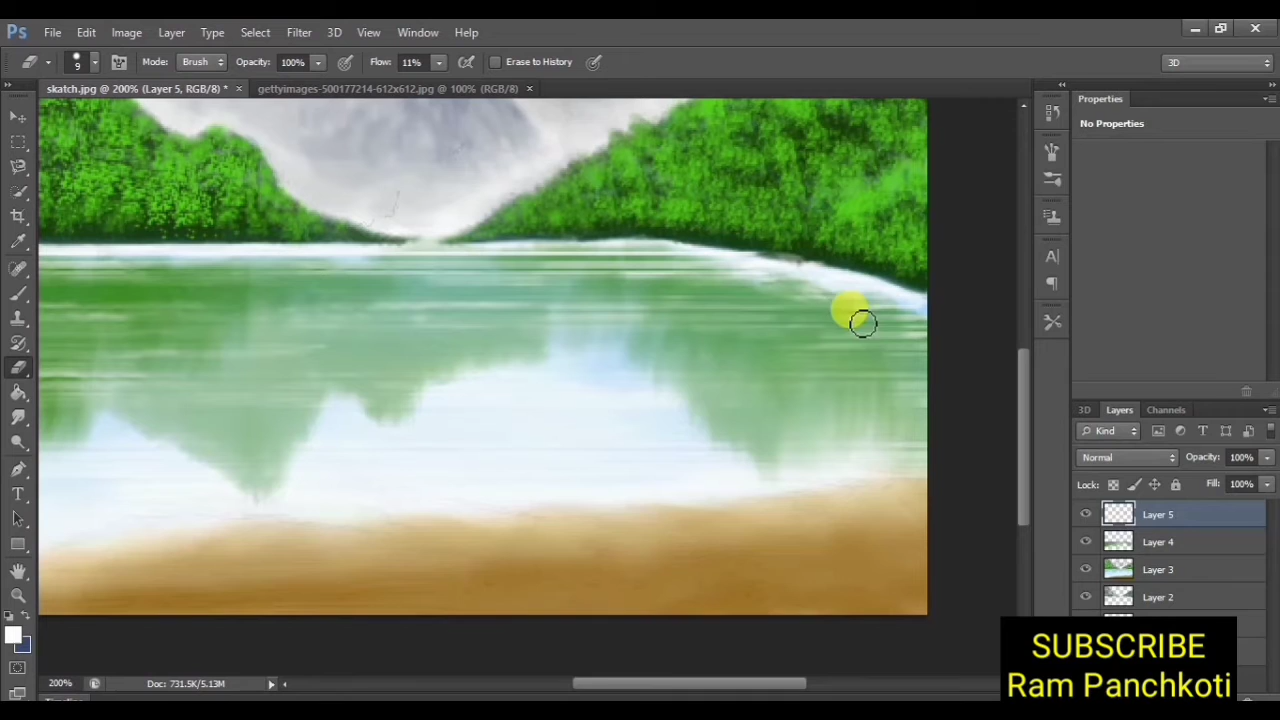 Ps File Edit Image Layer Type Select Filter 3D View Window Help
9 Mode: Brush Opacity: 100% Flow: 11% Erase to History 3D
skatch.jpg @ 200% (Layer 5, RGB/8) * × gettyimages-500177214-612x612.jpg @ 100% (RGB/8) ×
Properties
No Properties
3D Layers Channels
Kind
Normal Opacity: 100%
Lock: Fill: 100%
Layer 5
Layer 4
Layer 3
Layer 2
SUBSCRIBE
Ram Panchkoti
200% Doc: 731.5K/5.13M